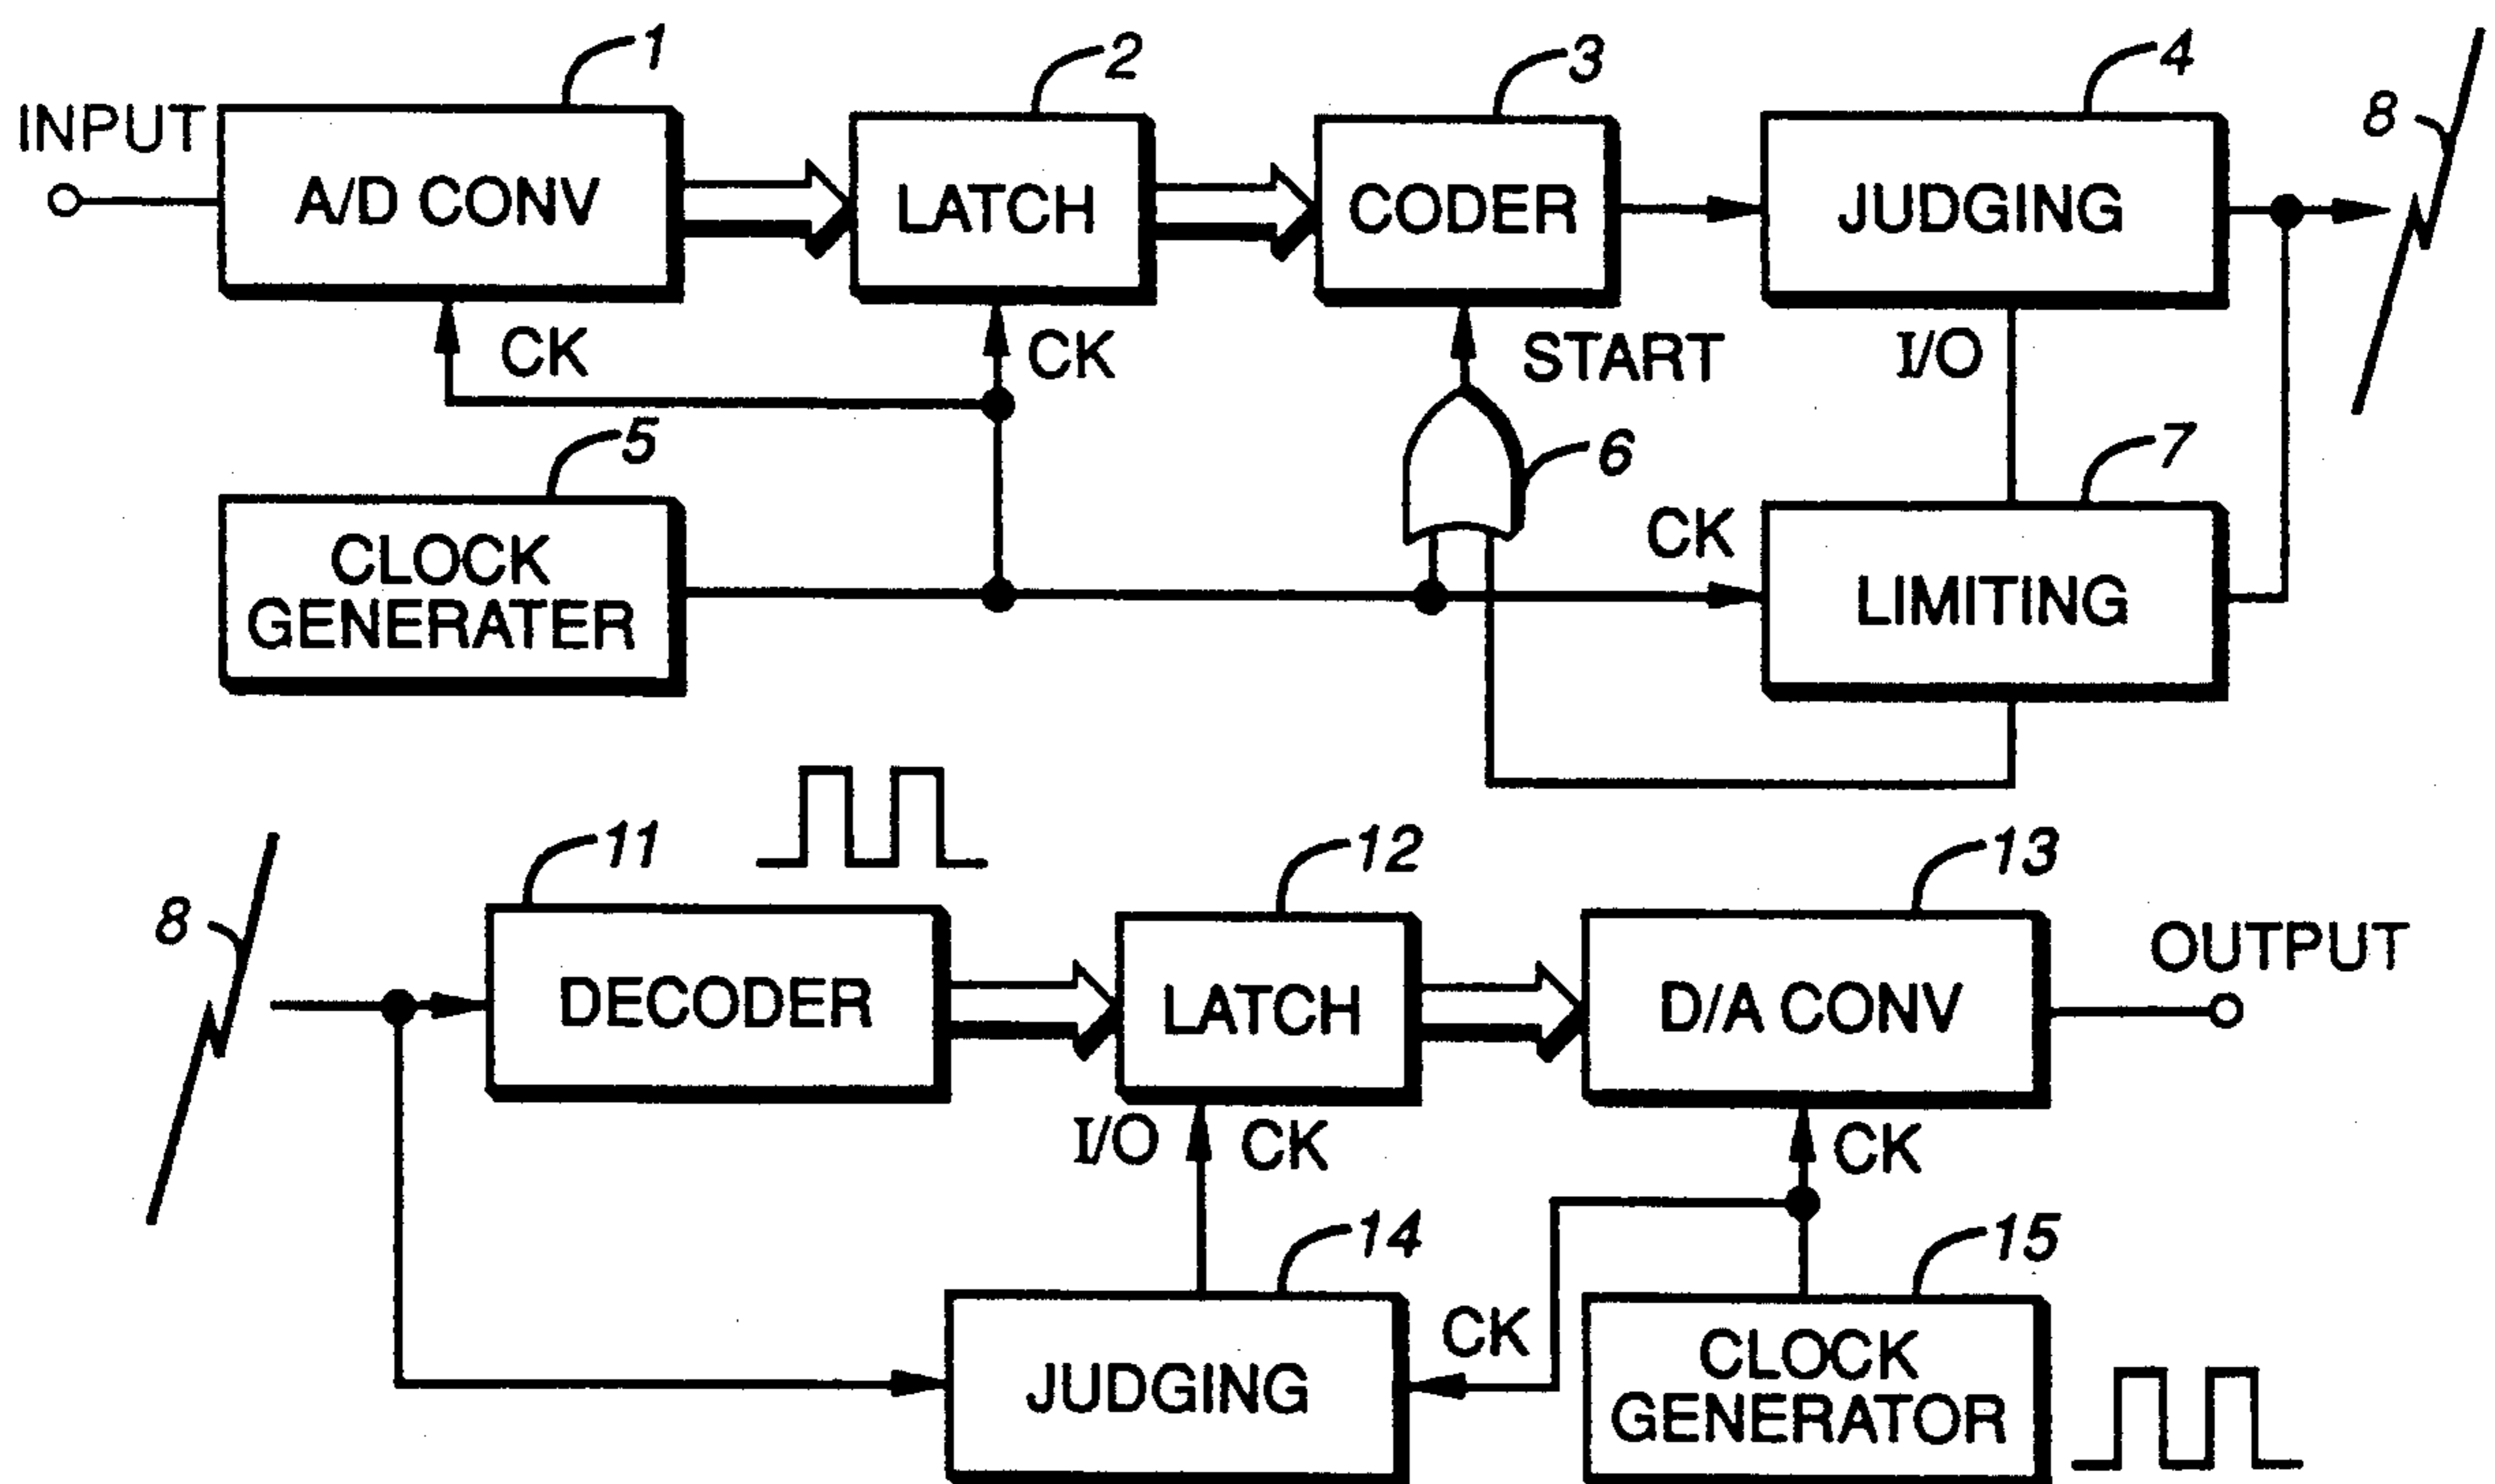 1
2
3
4
8
INPUT
A/D CONV
LATCH
CODER
JUDGING
CK
CK
START
I/O
5
6
7
CK
CLOCK
GENERATER
LIMITING
8
11
12
13
OUTPUT
DECODER
LATCH
D/A CONV
I/O
CK
CK
14
15
CK
JUDGING
CLOCK
GENERATOR